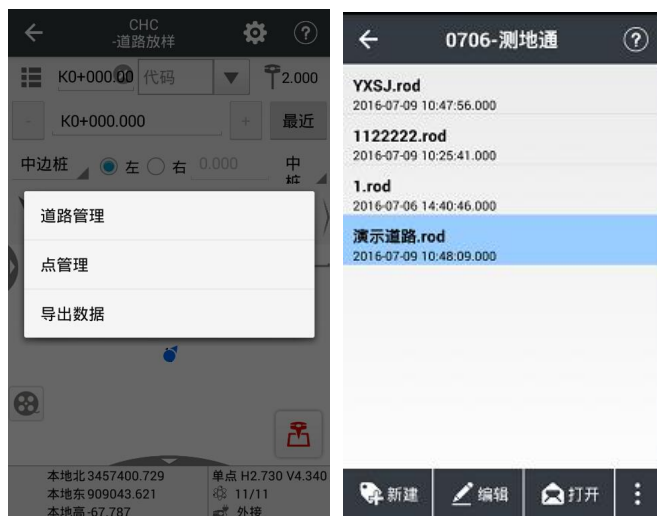 CHC
-道路放样
K0+000.00
代码
2.000
K0+000.000
最近
中边桩
左
右
0.000
中
桩
道路管理
点管理
导出数据
本地北 3457400.729
单点 H2.730 V4.340
本地东 909043.621
11/11
本地高 -67.787
外接
0706-测地通
YXSJ.rod
2016-07-09 10:47:56.000
1122222.rod
2016-07-09 10:25:41.000
1.rod
2016-07-06 14:40:46.000
演示道路.rod
2016-07-09 10:48:09.000
新建
编辑
打开